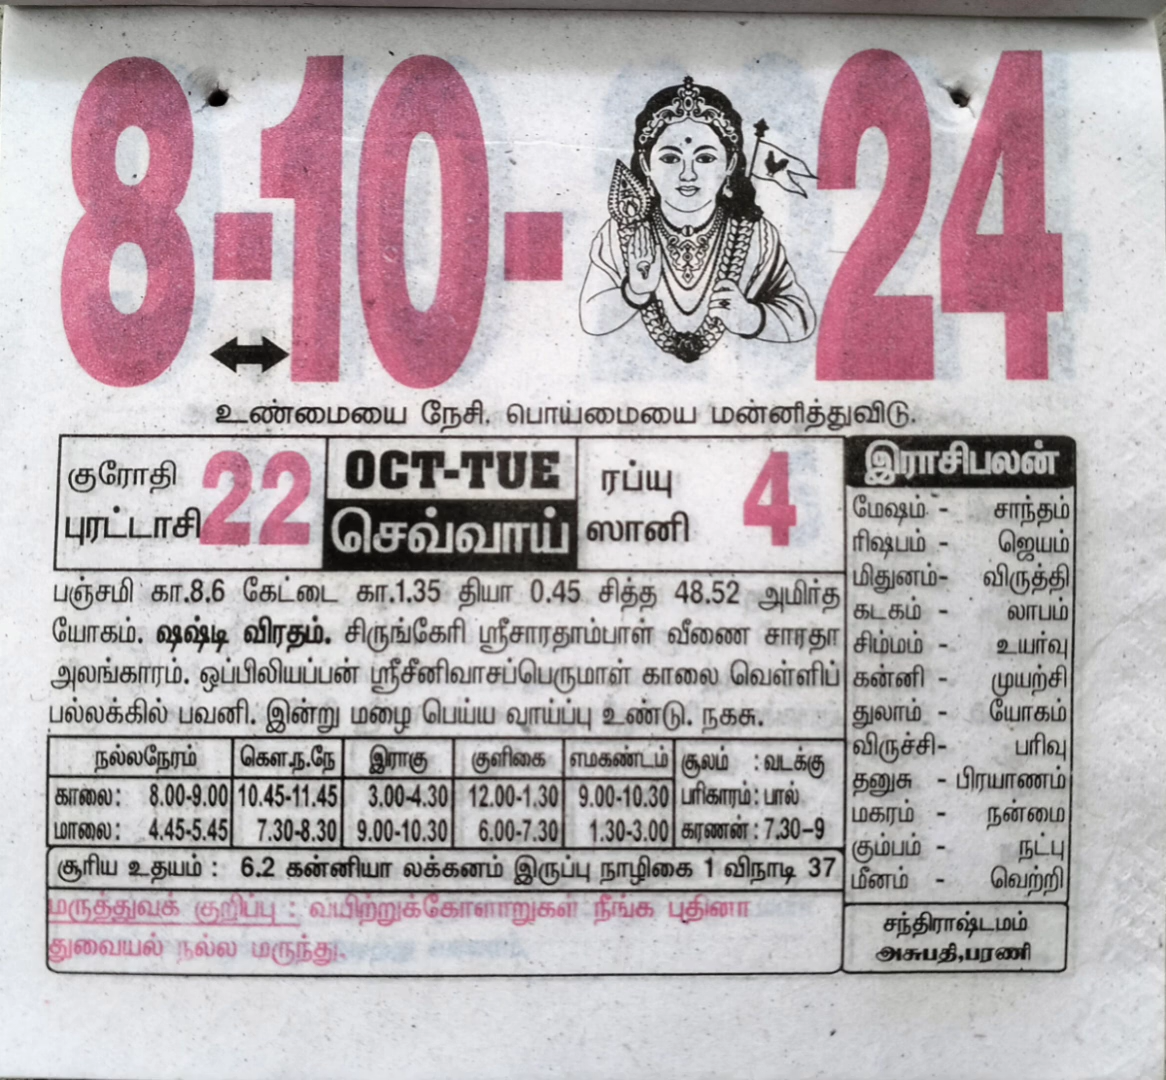 8-10-24
உண்மையை நேசி. பொய்மையை மன்னித்துவிடு.
குரோதி
புரட்டாசி 22
OCT-TUE
செவ்வாய்
ரப்யு
ஸானி 4
பஞ்சமி கா.8.6 கேட்டை கா.1.35 தியா 0.45 சித்த 48.52 அமிர்த
யோகம். ஷஷ்டி விரதம். சிருங்கேரி ஸ்ரீசாரதாம்பாள் வீணை சாரதா
அலங்காரம். ஒப்பிலியப்பன் ஸ்ரீசீனிவாசப்பெருமாள் காலை வெள்ளிப்
பல்லக்கில் பவனி. இன்று மழை பெய்ய வாய்ப்பு உண்டு. நகசு.
நல்லநேரம் கௌ.ந.நே இராகு குளிகை எமகண்டம் சூலம் : வடக்கு
காலை: 8.00-9.00 10.45-11.45 3.00-4.30 12.00-1.30 9.00-10.30 பரிகாரம்: பால்
மாலை: 4.45-5.45 7.30-8.30 9.00-10.30 6.00-7.30 1.30-3.00 கரணன்: 7.30-9
சூரிய உதயம் : 6.2 கன்னியா லக்கனம் இருப்பு நாழிகை 1 விநாடி 37
மருத்துவக் குறிப்பு : வயிற்றுக்கோளாறுகள் நீங்க புதினா
துவையல் நல்ல மருந்து.
இராசிபலன்
மேஷம் - சாந்தம்
ரிஷபம் - ஜெயம்
மிதுனம்- விருத்தி
கடகம் - லாபம்
சிம்மம் - உயர்வு
கன்னி - முயற்சி
துலாம் - யோகம்
விருச்சி- பரிவு
தனுசு - பிரயாணம்
மகரம் - நன்மை
கும்பம் - நட்பு
மீனம் - வெற்றி
சந்திராஷ்டமம்
அசுபதி,பரணி